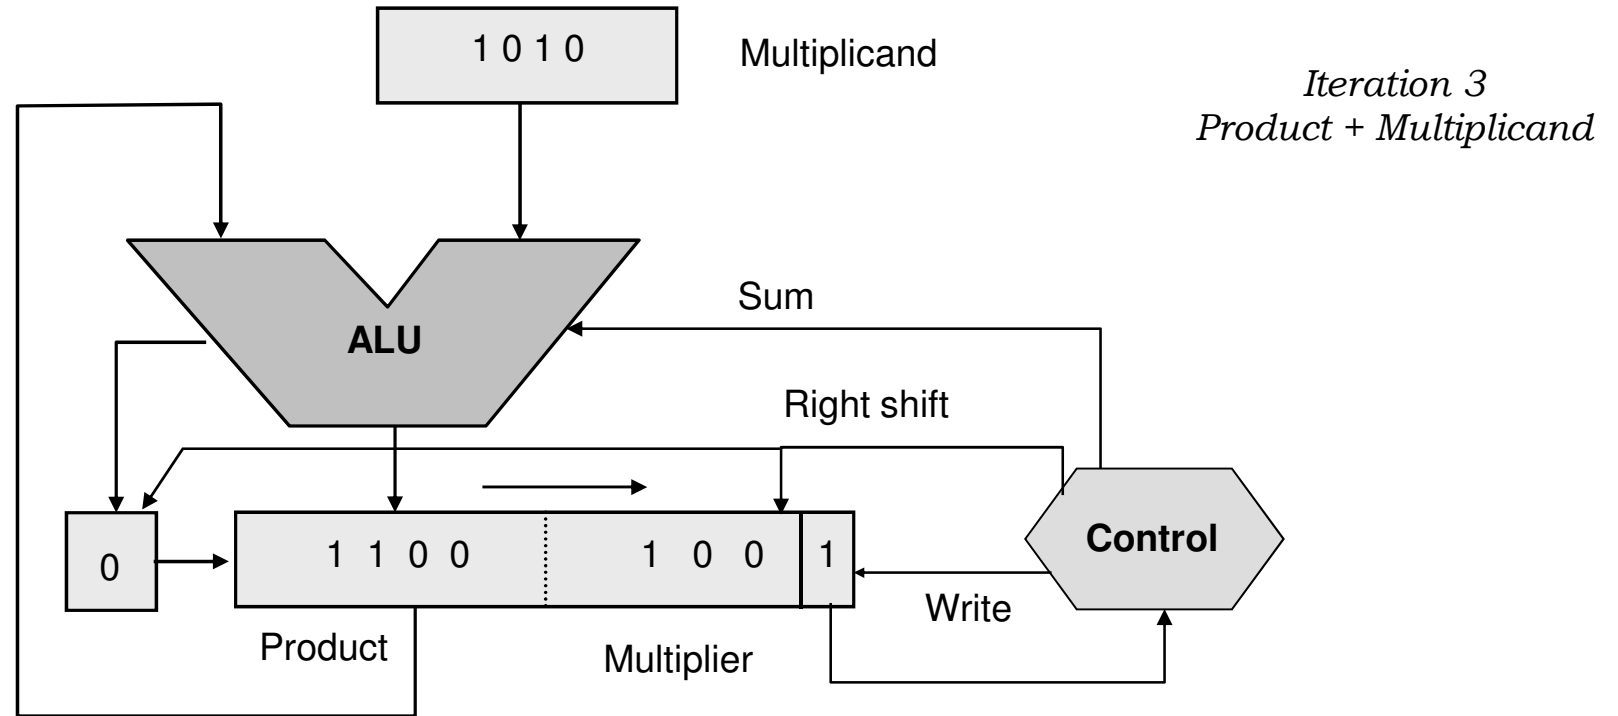 1 0 1 0
Multiplicand
Iteration 3
Product + Multiplicand
Sum
ALU
Right shift
0
1 1 0 0
1 0 0
1
Control
Write
Product
Multiplier